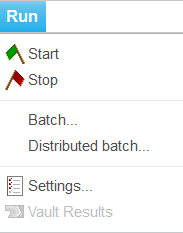 Run
Start
Stop
Batch...
Distributed batch...
Settings...
Vault Results